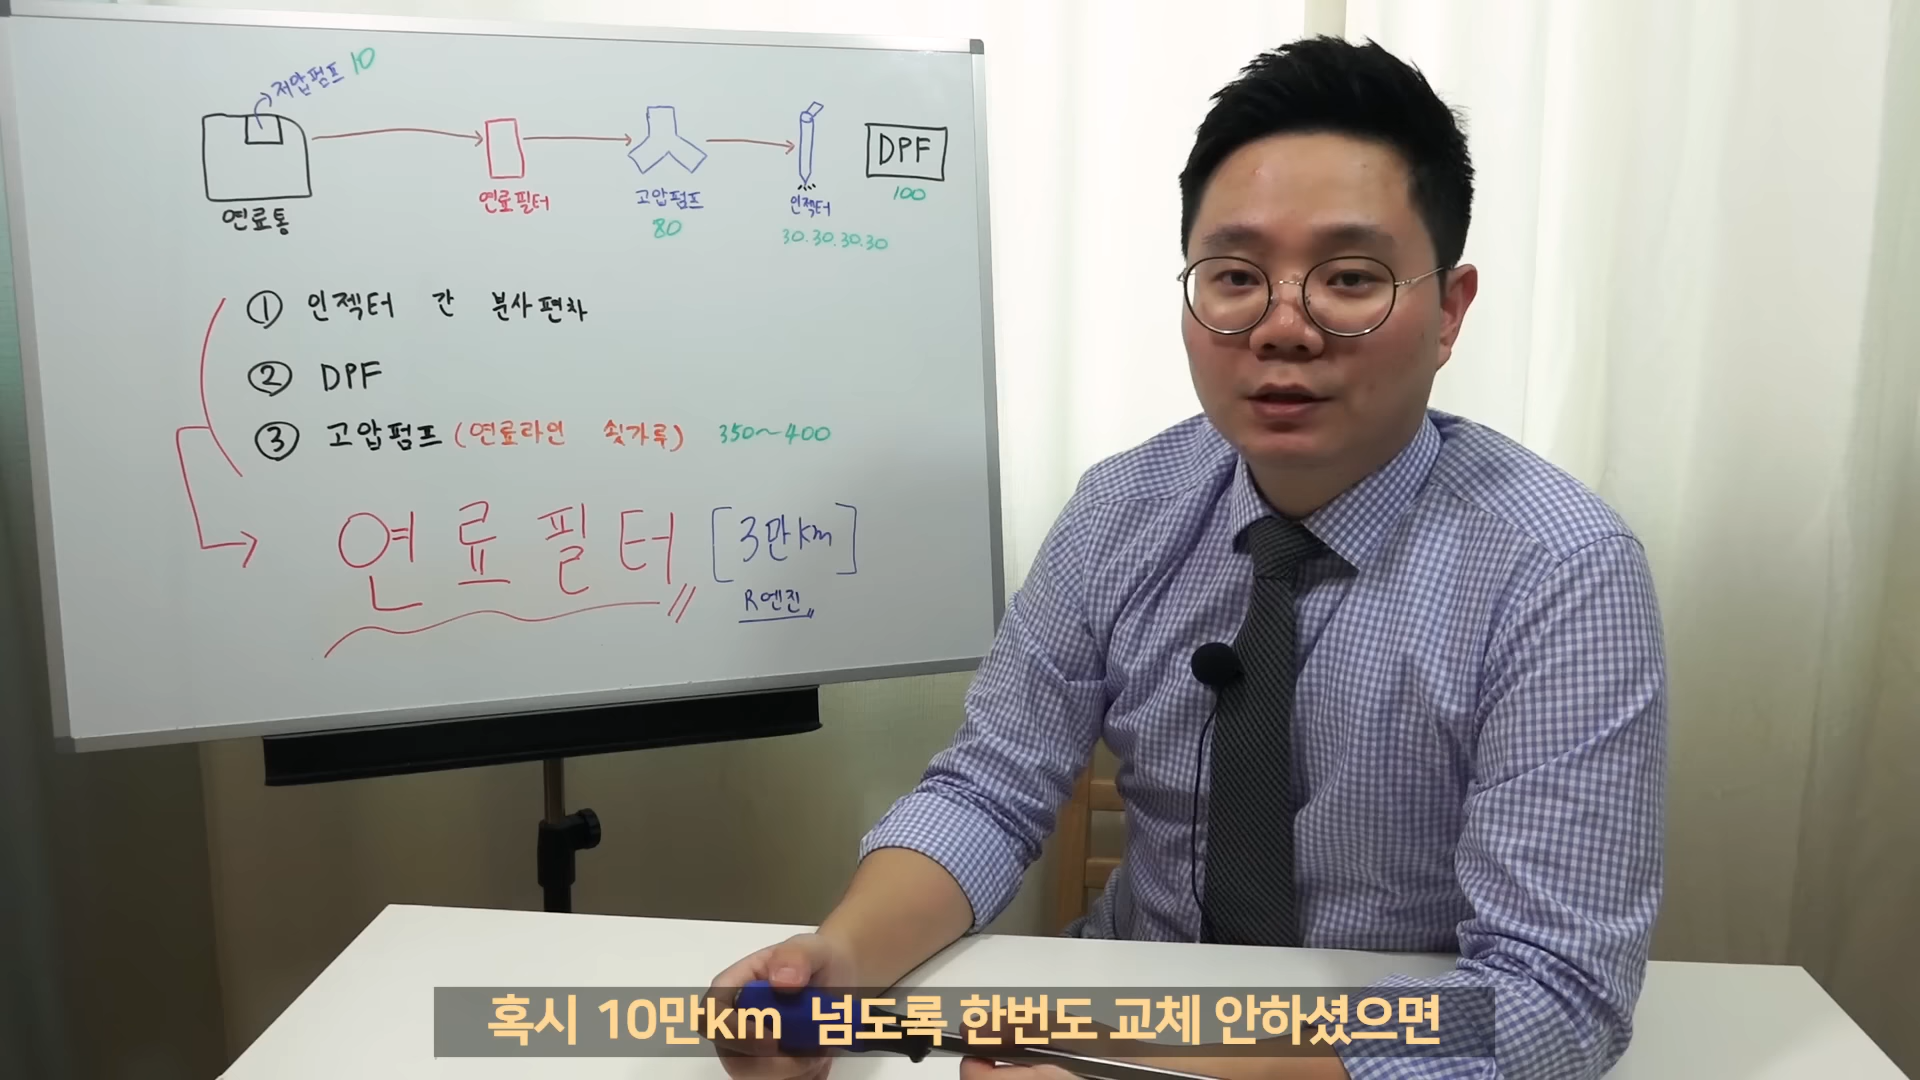 저압펌프 10
연료통
연료필터
고압펌프
80
인젝터
30.30.30.30
DPF
100
① 인젝터 간 분사편차
② DPF
③ 고압펌프 (연료라인 쇳가루) 350~400
연료필터 [3만km]
R엔진
혹시 10만km 넘도록 한번도 교체 안하셨으면